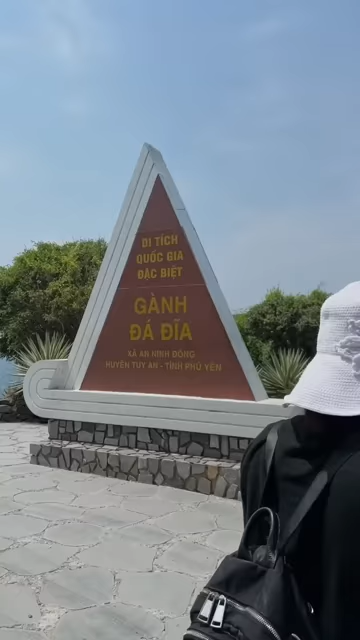 DI TÍCH
QUỐC GIA
ĐẶC BIỆT
GÀNH
ĐÁ ĐĨA
XÃ AN NINH ĐÔNG
HUYỆN TUY AN - TỈNH PHÚ YÊN